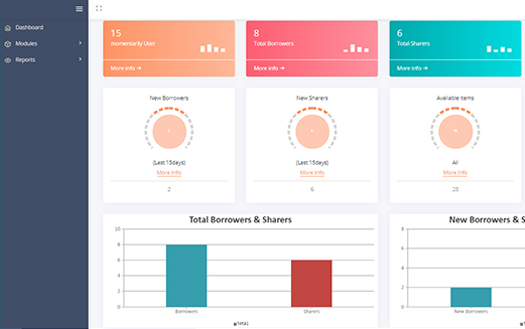 Dashboard
Modules
Reports
15
momentarily User
More info
8
Total Borrowers
More info
6
Total Sharers
More info
New Borrowers
(Last 15days)
More Info
2
New Sharers
(Last 15days)
More Info
6
Available items
All
More Info
28
Total Borrowers & Sharers
10
8
6
4
2
0
Borrowers
Sharers
New Borrowers & S
8
6
4
2
0
Borrowers